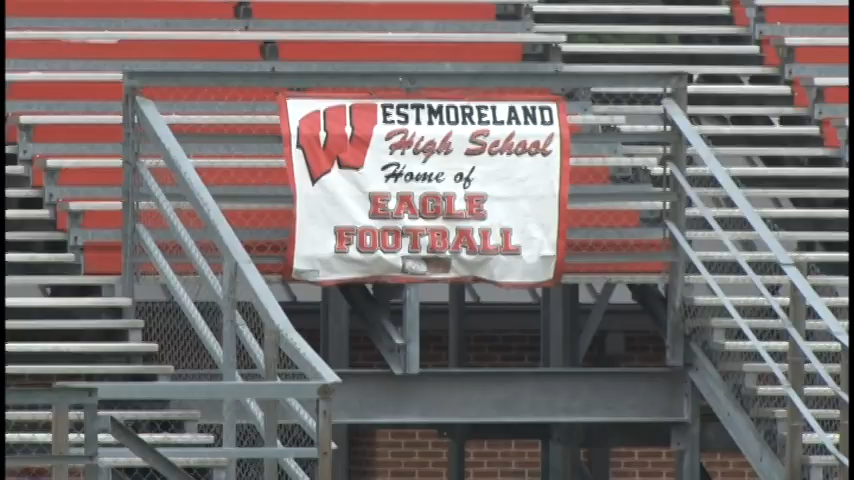 WESTMORELAND
High School
Home of
EAGLE
FOOTBALL